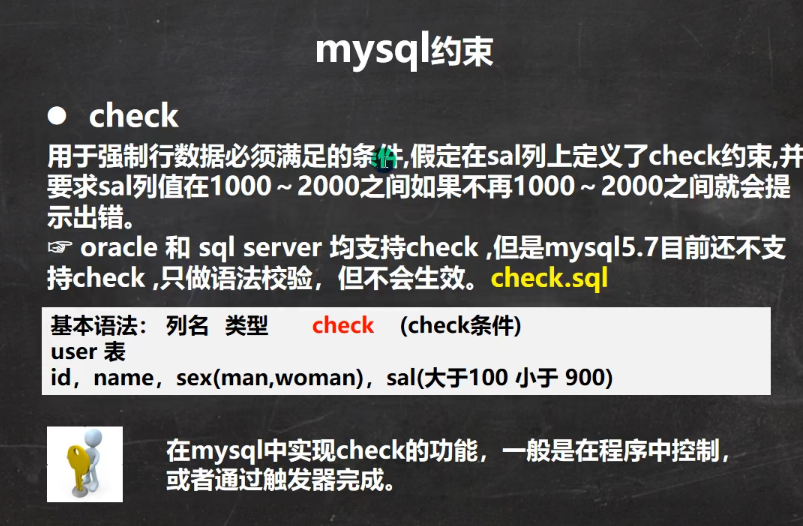 mysql约束
● check
用于强制行数据必须满足的条件,假定在sal列上定义了check约束,并
要求sal列值在1000～2000之间如果不再1000～2000之间就会提
示出错。
☞ oracle 和 sql server 均支持check ,但是mysql5.7目前还不支
持check ,只做语法校验，但不会生效。check.sql
基本语法： 列名 类型 check (check条件)
user 表
id，name，sex(man,woman)，sal(大于100 小于 900)
在mysql中实现check的功能，一般是在程序中控制，
或者通过触发器完成。